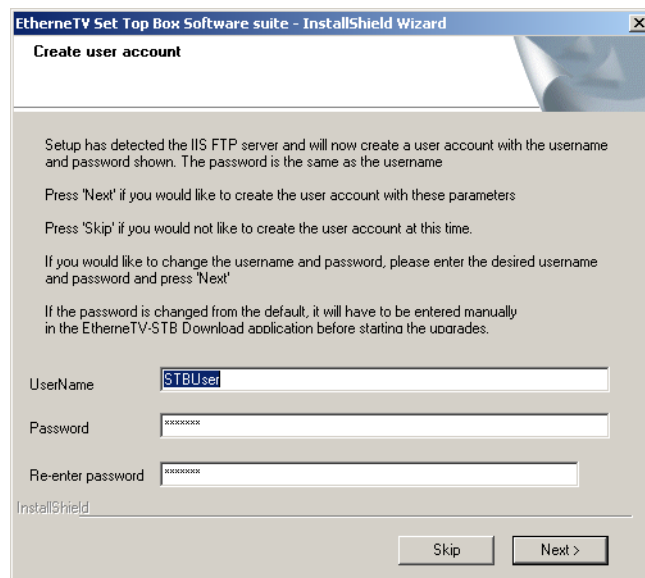 EtherneTV Set Top Box Software suite - InstallShield Wizard
Create user account
Setup has detected the IIS FTP server and will now create a user account with the username
and password shown. The password is the same as the username
Press 'Next' if you would like to create the user account with these parameters
Press 'Skip' if you would not like to create the user account at this time.
If you would like to change the username and password, please enter the desired username
and password and press 'Next'
If the password is changed from the default, it will have to be entered manually
in the EtherneTV-STB Download application before starting the upgrades.
UserName
STBUser
Password
*******
Re-enter password
*******
InstallShield
Skip
Next >